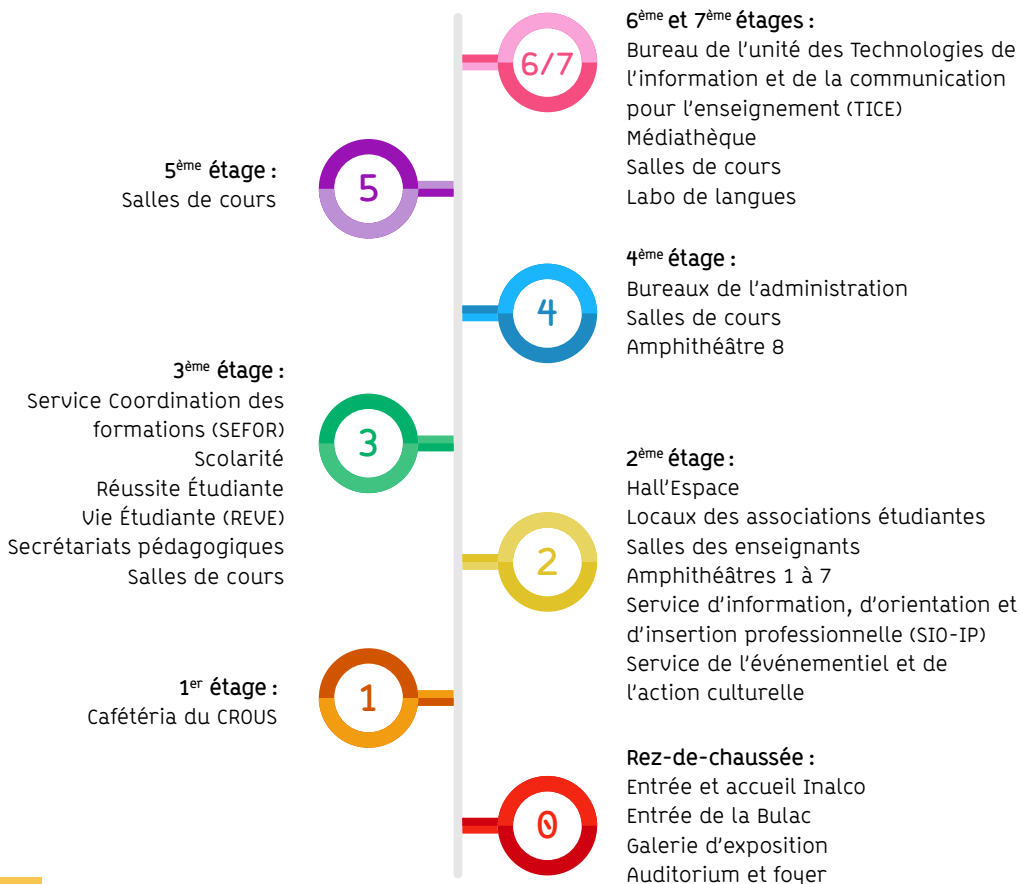 6/7
6ème et 7ème étages :
Bureau de l'unité des Technologies de
l'information et de la communication
pour l'enseignement (TICE)
Médiathèque
Salles de cours
Labo de langues
5ème étage :
Salles de cours
5
4
4ème étage :
Bureaux de l'administration
Salles de cours
Amphithéâtre 8
3ème étage :
Service Coordination des
formations (SEFOR)
Scolarité
Réussite Étudiante
Vie Étudiante (REVE)
Secrétariats pédagogiques
Salles de cours
3
2
2ème étage :
Hall'Espace
Locaux des associations étudiantes
Salles des enseignants
Amphithéâtres 1 à 7
Service d'information, d'orientation et
d'insertion professionnelle (SIO-IP)
Service de l'événementiel et de
l'action culturelle
1er étage :
Cafétéria du CROUS
1
0
Rez-de-chaussée :
Entrée et accueil Inalco
Entrée de la Bulac
Galerie d'exposition
Auditorium et foyer